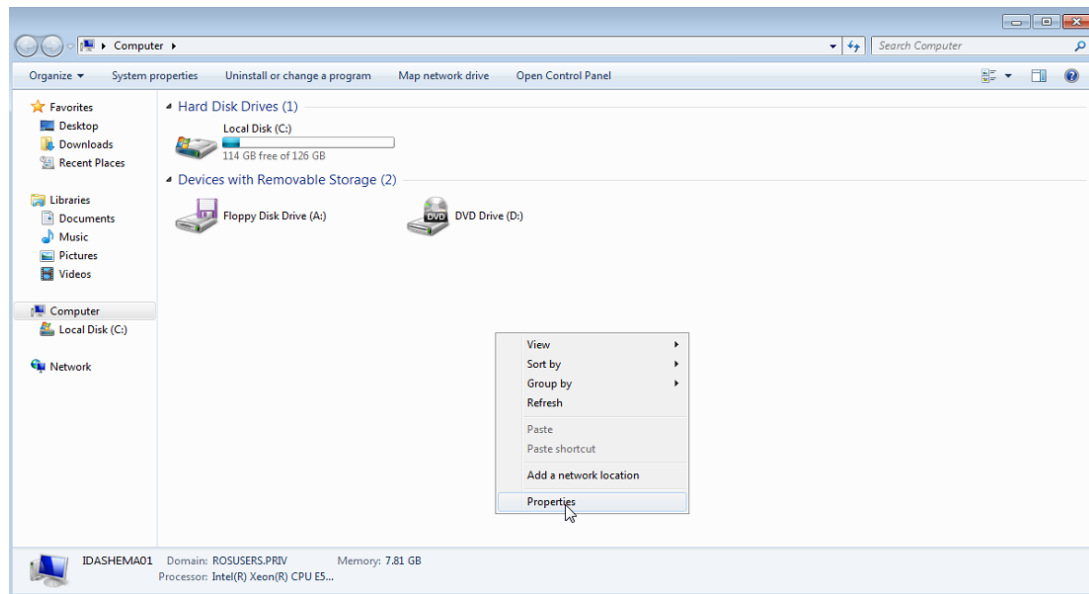 Computer
Search Computer
Organize
System properties
Uninstall or change a program
Map network drive
Open Control Panel
Favorites
Desktop
Downloads
Recent Places
Libraries
Documents
Music
Pictures
Videos
Computer
Local Disk (C:)
Network
Hard Disk Drives (1)
Local Disk (C:)
114 GB free of 126 GB
Devices with Removable Storage (2)
Floppy Disk Drive (A:)
DVD
DVD Drive (D:)
View
Sort by
Group by
Refresh
Paste
Paste shortcut
Add a network location
Properties
IDASHEMA01 Domain: ROSUSERS.PRIV Memory: 7.81 GB
Processor: Intel(R) Xeon(R) CPU E5...